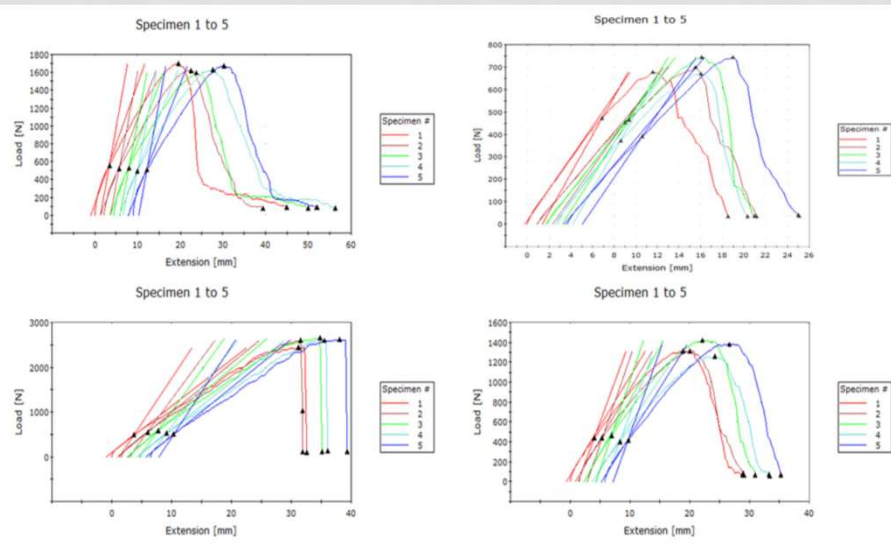 Specimen 1 to 5
1800
1600
1400
1200
1000
800
600
400
200
0
Load [N]
0 10 20 30 40 50 60
Extension [mm]
Specimen #
1
2
3
4
5
Specimen 1 to 5
800
700
600
500
400
300
200
100
0
Load [N]
0 2 4 6 8 10 12 14 16 18 20 22 24 26
Extension [mm]
Specimen #
1
2
3
4
5
Specimen 1 to 5
3000
2000
1000
0
Load [N]
0 10 20 30 40
Extension [mm]
Specimen #
1
2
3
4
5
Specimen 1 to 5
1600
1400
1200
1000
800
600
400
200
0
Load [N]
0 10 20 30 40
Extension [mm]
Specimen #
1
2
3
4
5